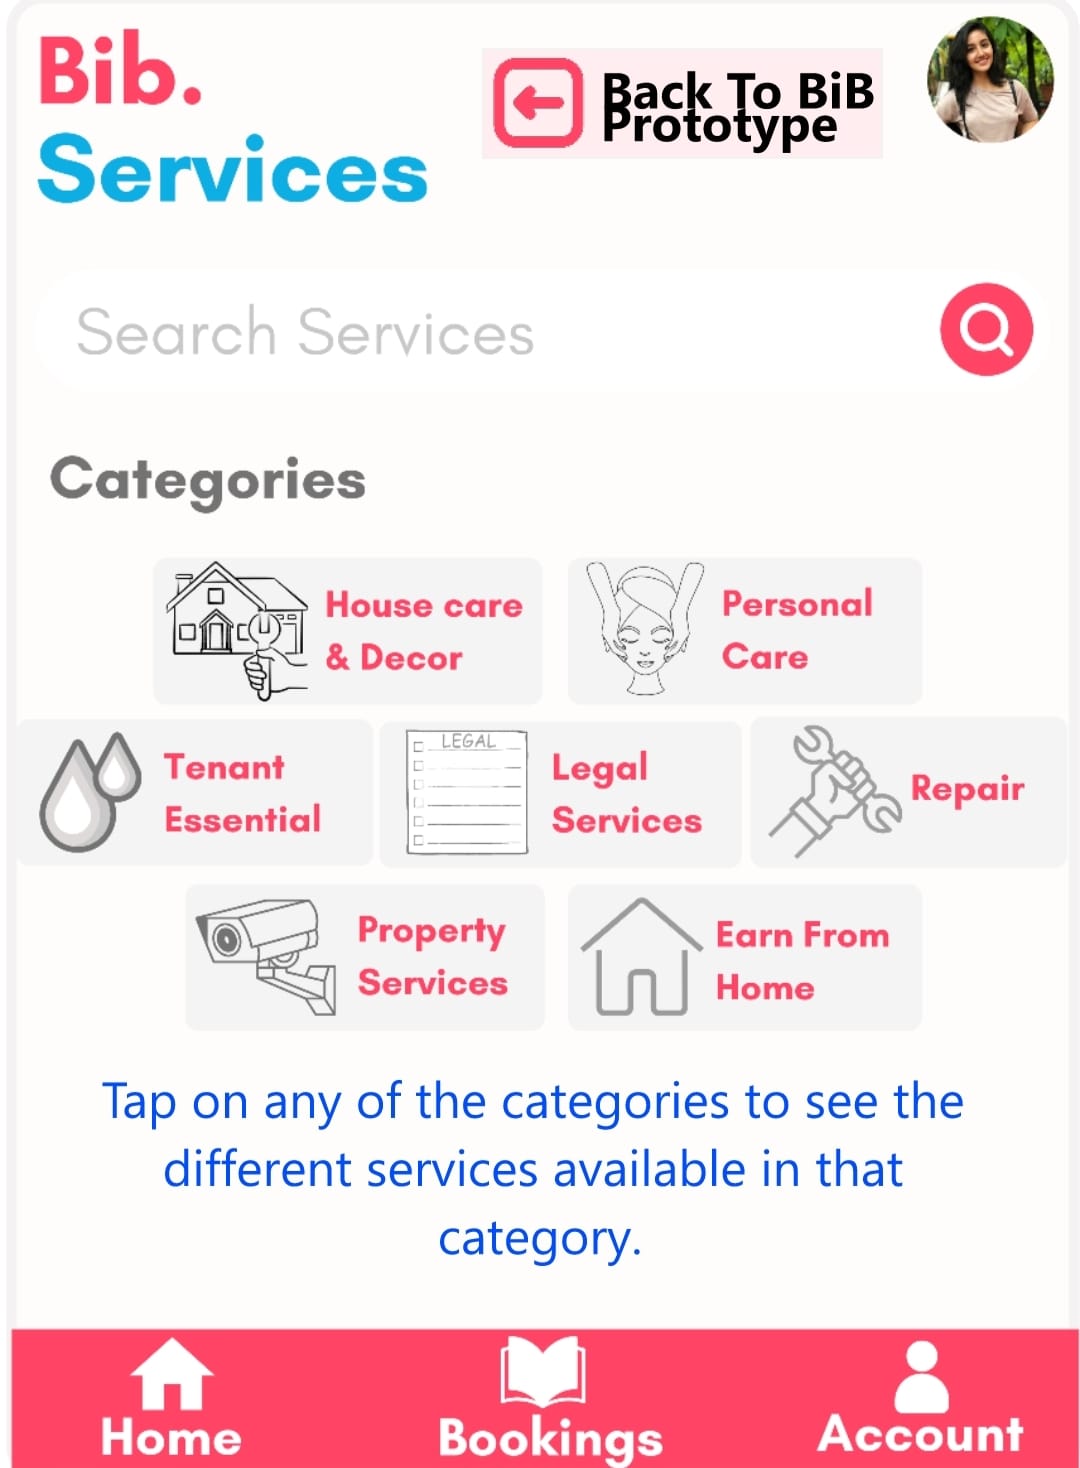 Bib.
Services
Back To BiB
Prototype
Search Services
Categories
House care
& Decor
Personal
Care
Tenant
Essential
LEGAL
Legal
Services
Repair
Property
Services
Earn From
Home
Tap on any of the categories to see the
different services available in that
category.
Home
Bookings
Account